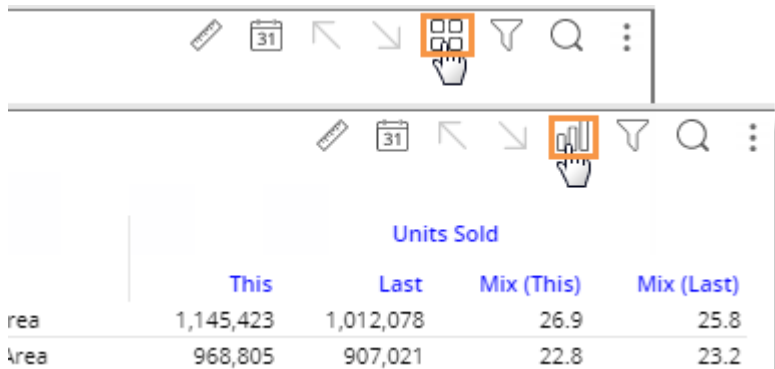 31
31
Units Sold
This Last Mix (This) Mix (Last)
rea 1,145,423 1,012,078 26.9 25.8
Area 968,805 907,021 22.8 23.2